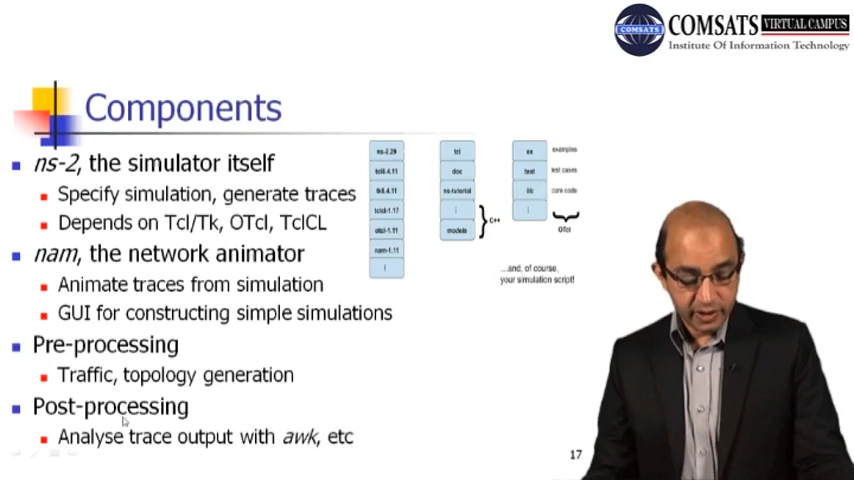 COMSATS
COMSATS VIRTUAL CAMPUS
Institute Of Information Technology
Components
ns-2, the simulator itself
Specify simulation, generate traces
Depends on Tcl/Tk, OTcl, TclCL
nam, the network animator
Animate traces from simulation
GUI for constructing simple simulations
Pre-processing
Traffic, topology generation
Post-processing
Analyse trace output with awk, etc
ns-2.29
tcl8.4.11
tk8.4.11
tclcl-1.17
otcl-1.11
nam-1.11
tcl
doc
ns-tutorial
models
C++
ex
test
lib
examples
test cases
core code
OTcl
....and, of course,
your simulation script!
17